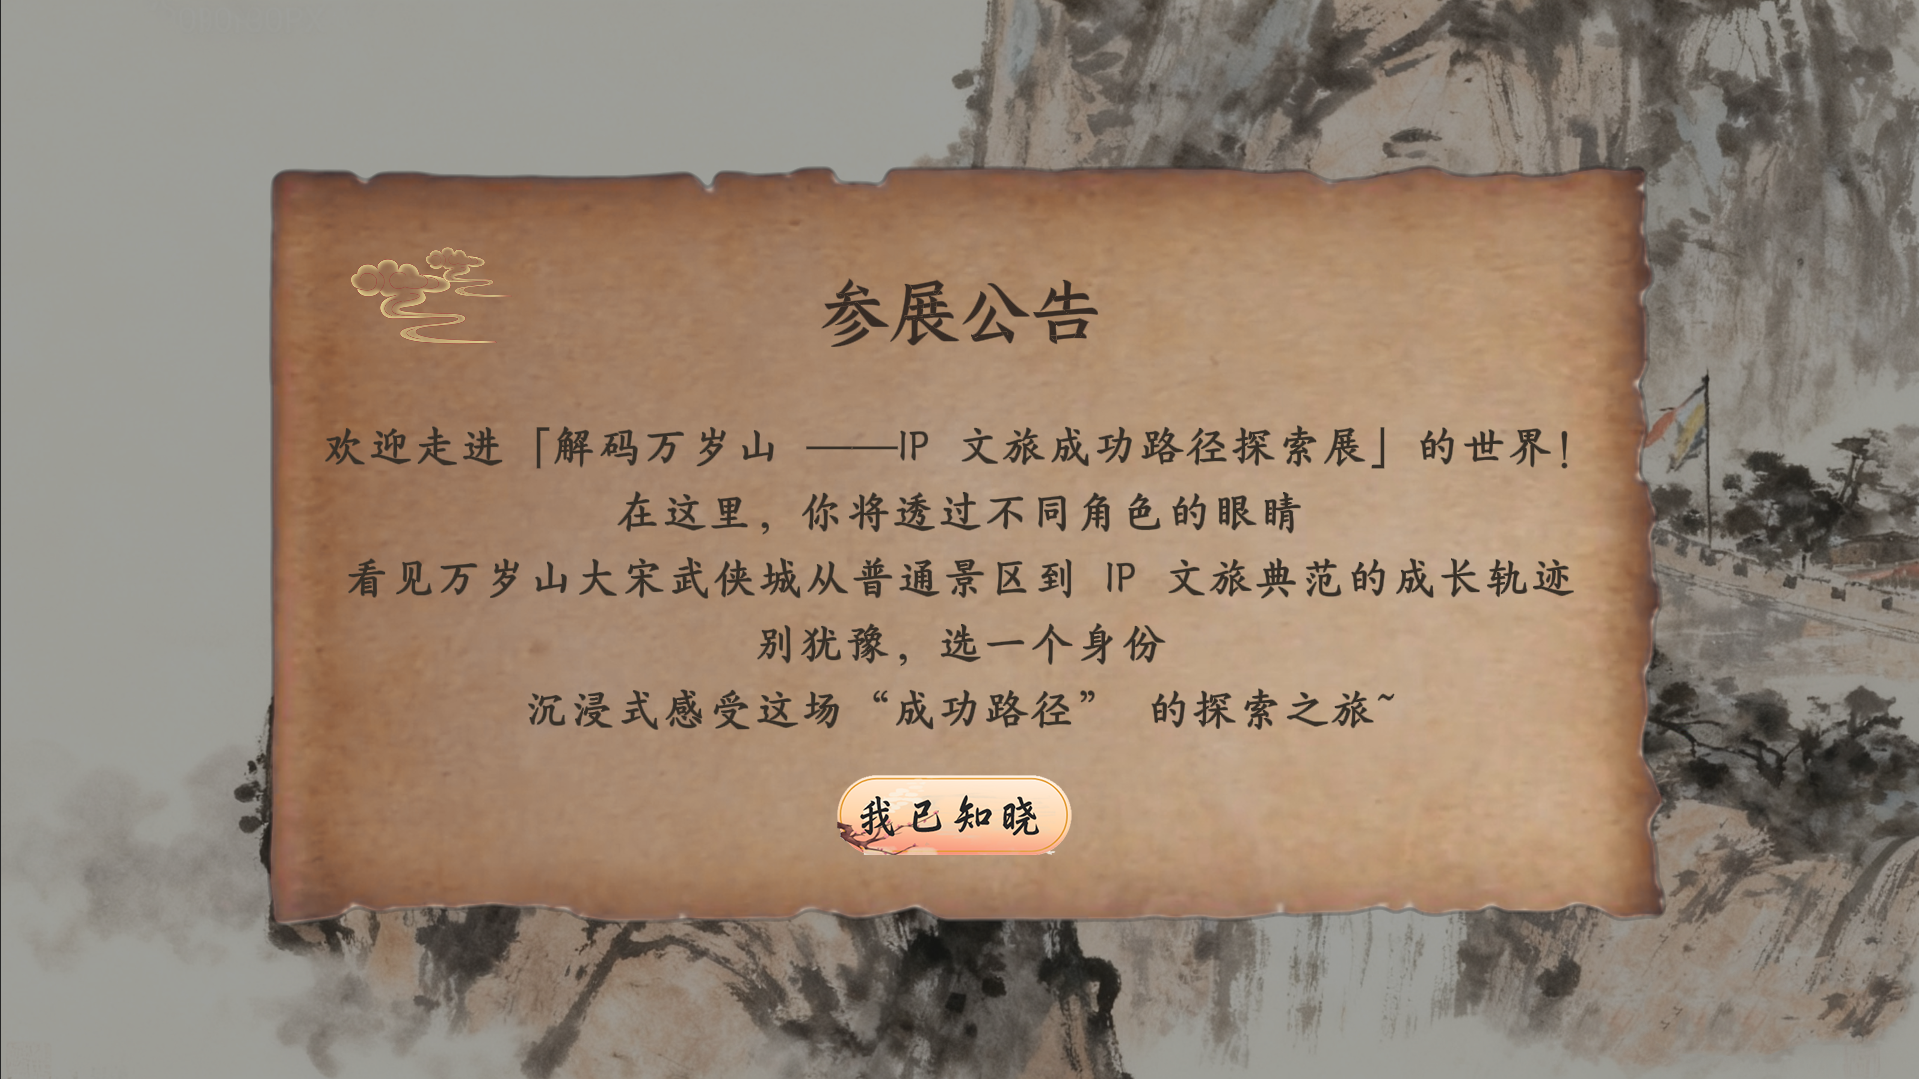 参展公告
欢迎走进「解码万岁山 ——IP 文旅成功路径探索展」的世界！
在这里，你将透过不同角色的眼睛
看见万岁山大宋武侠城从普通景区到 IP 文旅典范的成长轨迹
别犹豫，选一个身份
沉浸式感受这场“成功路径” 的探索之旅~
我已知晓